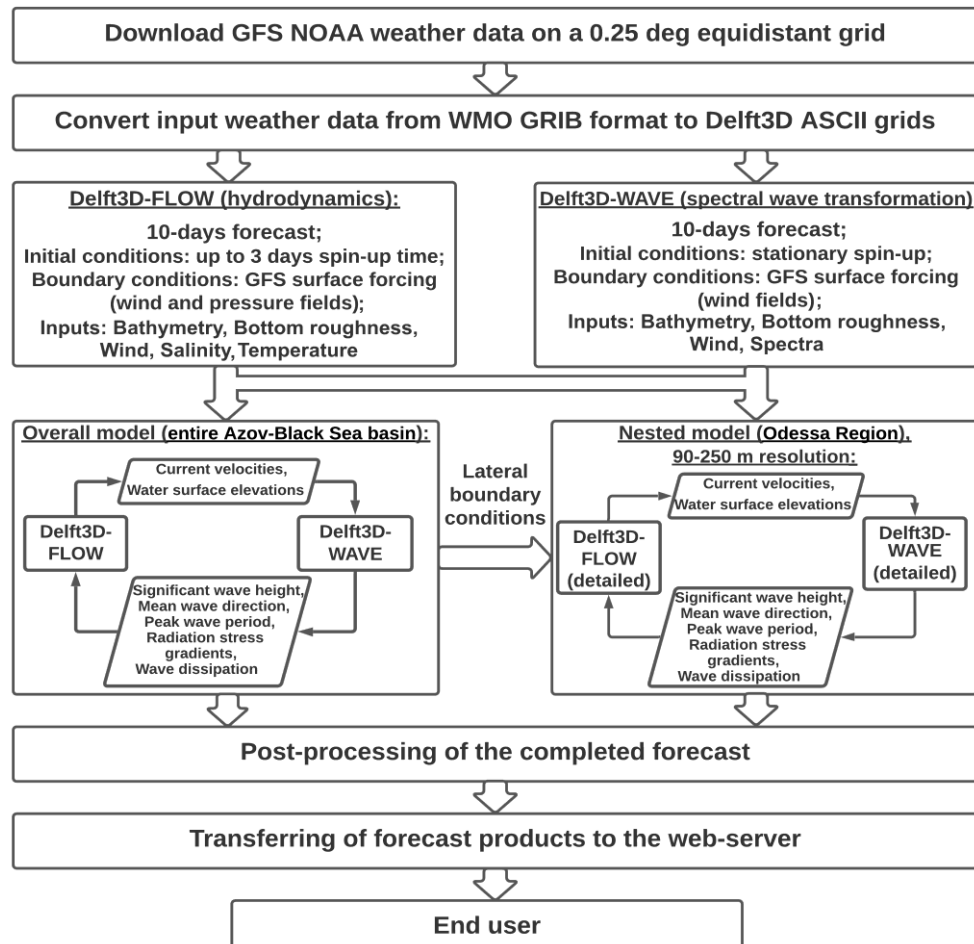 Download GFS NOAA weather data on a 0.25 deg equidistant grid
Convert input weather data from WMO GRIB format to Delft3D ASCII grids
Delft3D-FLOW (hydrodynamics):
10-days forecast;
Initial conditions: up to 3 days spin-up time;
Boundary conditions: GFS surface forcing
(wind and pressure fields);
Inputs: Bathymetry, Bottom roughness,
Wind, Salinity, Temperature
Delft3D-WAVE (spectral wave transformation):
10-days forecast;
Initial conditions: stationary spin-up;
Boundary conditions: GFS surface forcing
(wind fields);
Inputs: Bathymetry, Bottom roughness,
Wind, Spectra
Overall model (entire Azov-Black Sea basin):
Current velocities,
Water surface elevations
Delft3D-
FLOW
Delft3D-
WAVE
Significant wave height,
Mean wave direction,
Peak wave period,
Radiation stress
gradients,
Wave dissipation
Lateral
boundary
conditions
Nested model (Odessa Region),
90-250 m resolution:
Current velocities,
Water surface elevations
Delft3D-
FLOW
(detailed)
Delft3D-
WAVE
(detailed)
Significant wave height,
Mean wave direction,
Peak wave period,
Radiation stress
gradients,
Wave dissipation
Post-processing of the completed forecast
Transferring of forecast products to the web-server
End user